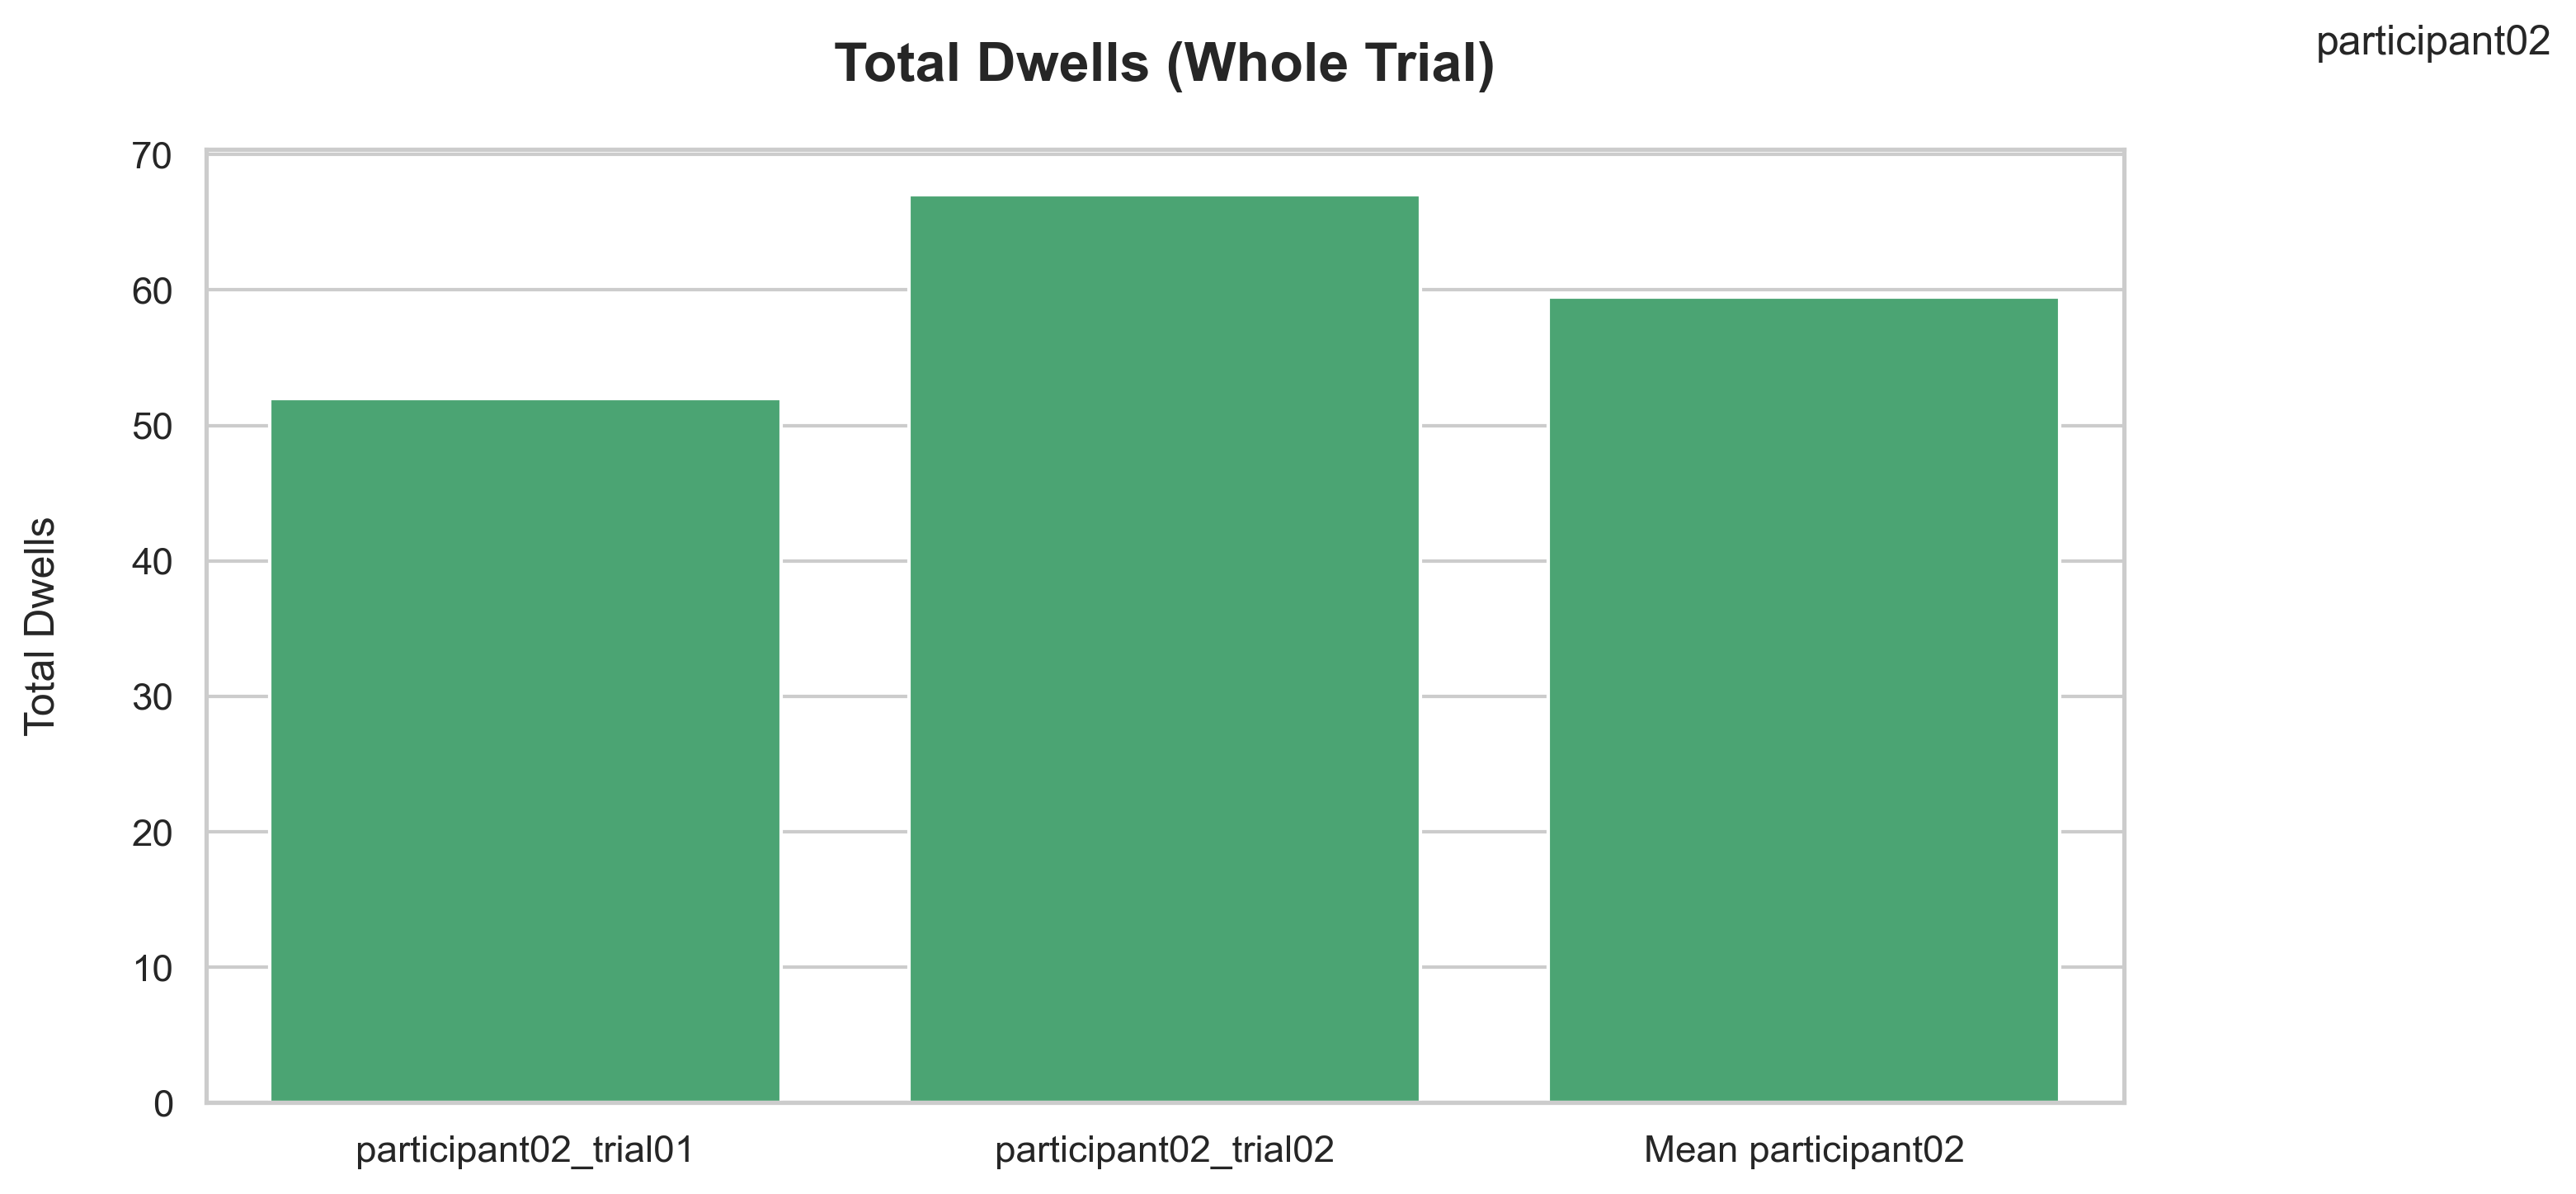 participant02
Total Dwells (Whole Trial)
Total Dwells
70
60
50
40
30
20
10
0
participant02_trial01
participant02_trial02
Mean participant02